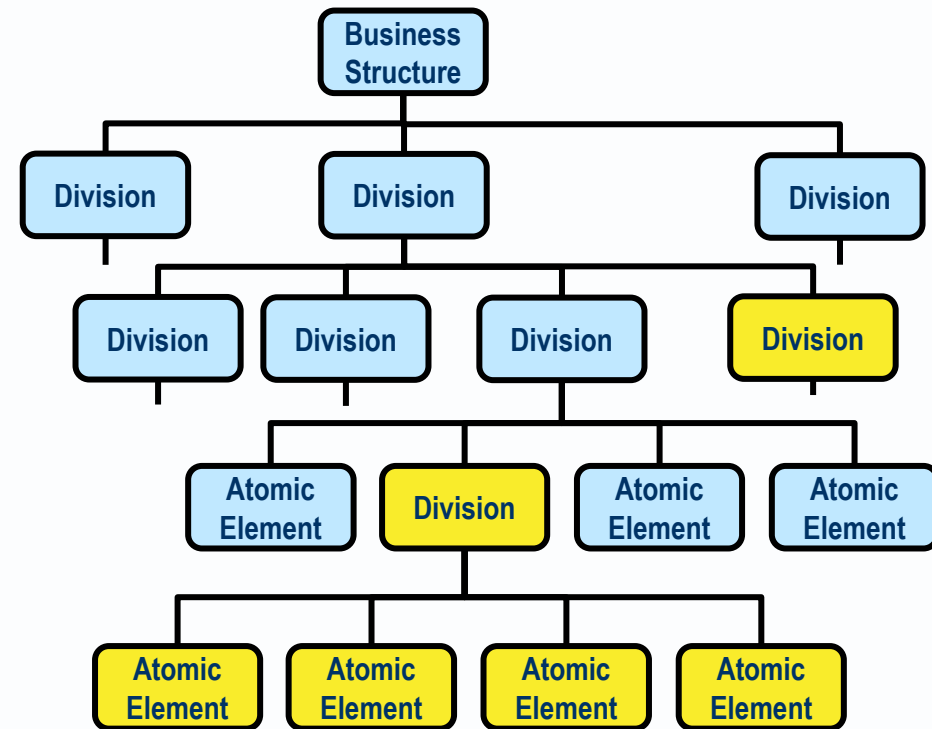 Business
Structure
Division
Division
Division
Division
Division
Division
Division
Atomic
Element
Division
Atomic
Element
Atomic
Element
Atomic
Element
Atomic
Element
Atomic
Element
Atomic
Element